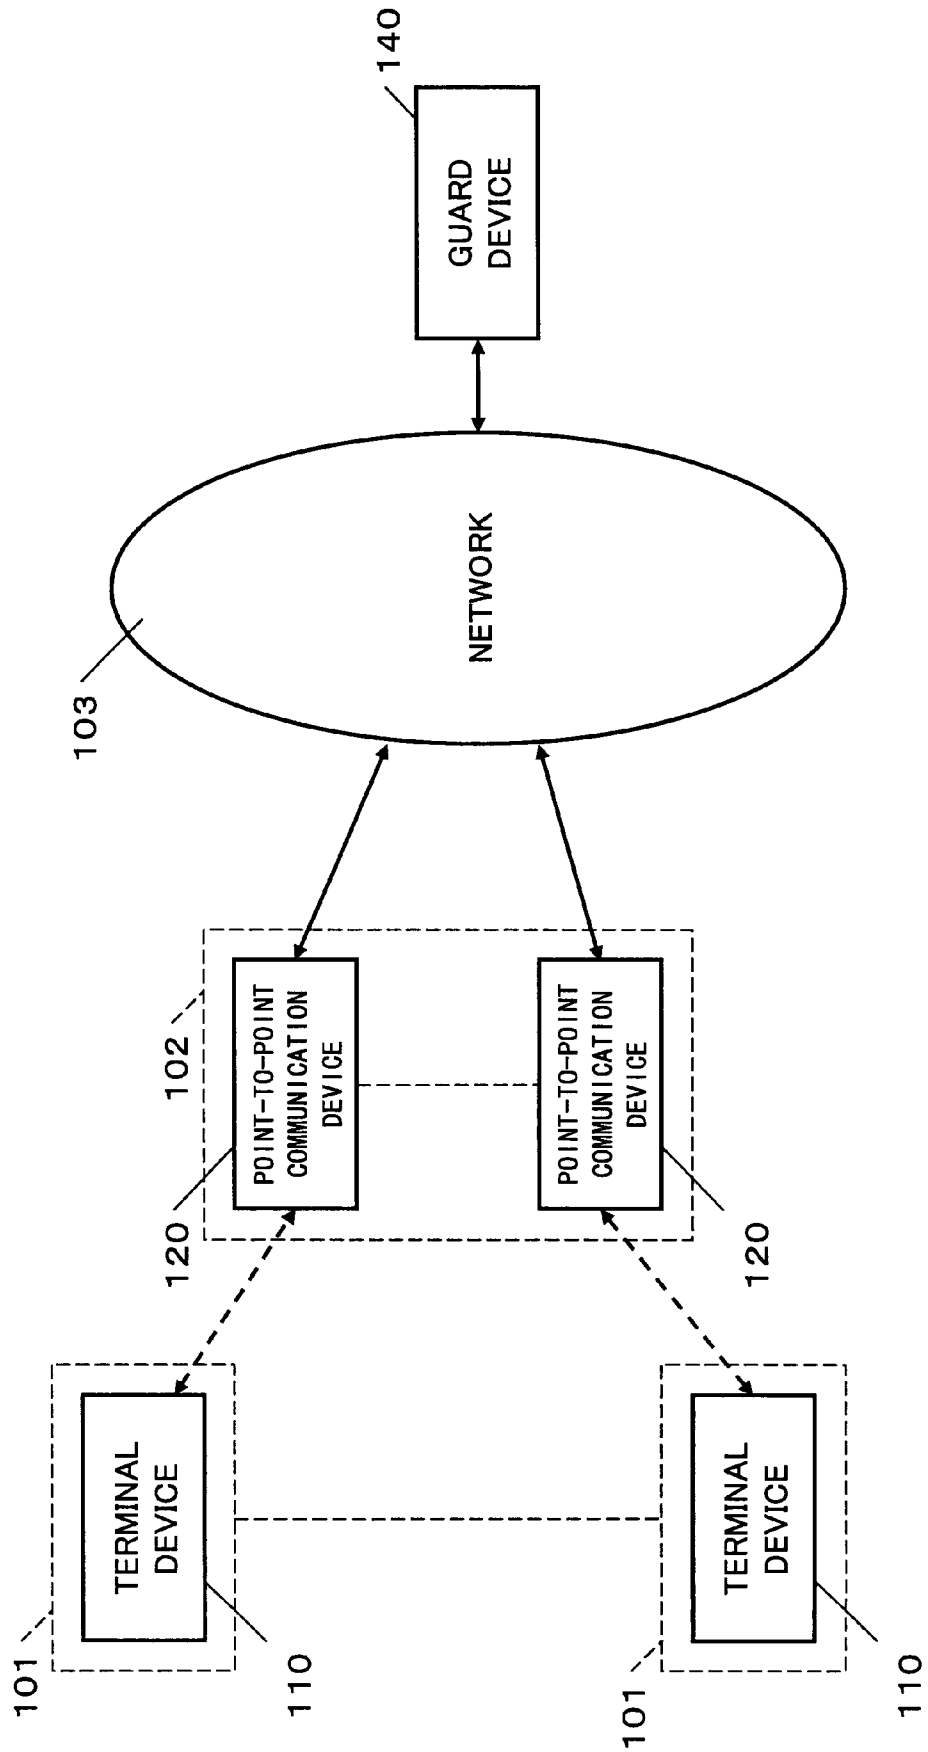 101
TERMINAL
DEVICE
110
120
102
POINT-TO-POINT
COMMUNICATION
DEVICE
103
NETWORK
140
GUARD
DEVICE
101
TERMINAL
DEVICE
110
POINT-TO-POINT
COMMUNICATION
DEVICE
120